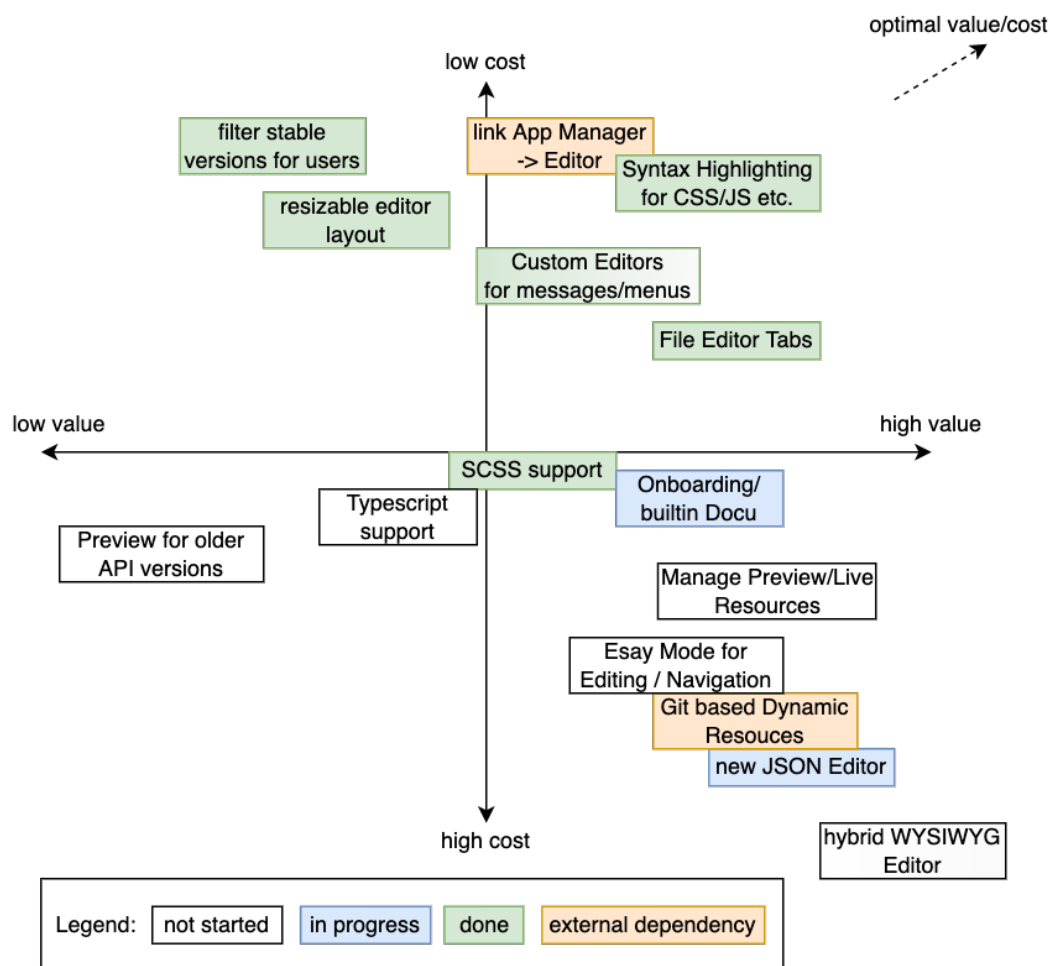 optimal value/cost
low cost
filter stable
versions for users
link App Manager
-> Editor
Syntax Highlighting
for CSS/JS etc.
resizable editor
layout
Custom Editors
for messages/menus
File Editor Tabs
low value
high value
SCSS support
Onboarding/
builtin Docu
Typescript
support
Preview for older
API versions
Manage Preview/Live
Resources
Esay Mode for
Editing / Navigation
Git based Dynamic
Resouces
new JSON Editor
high cost
hybrid WYSIWYG
Editor
Legend:
not started
in progress
done
external dependency